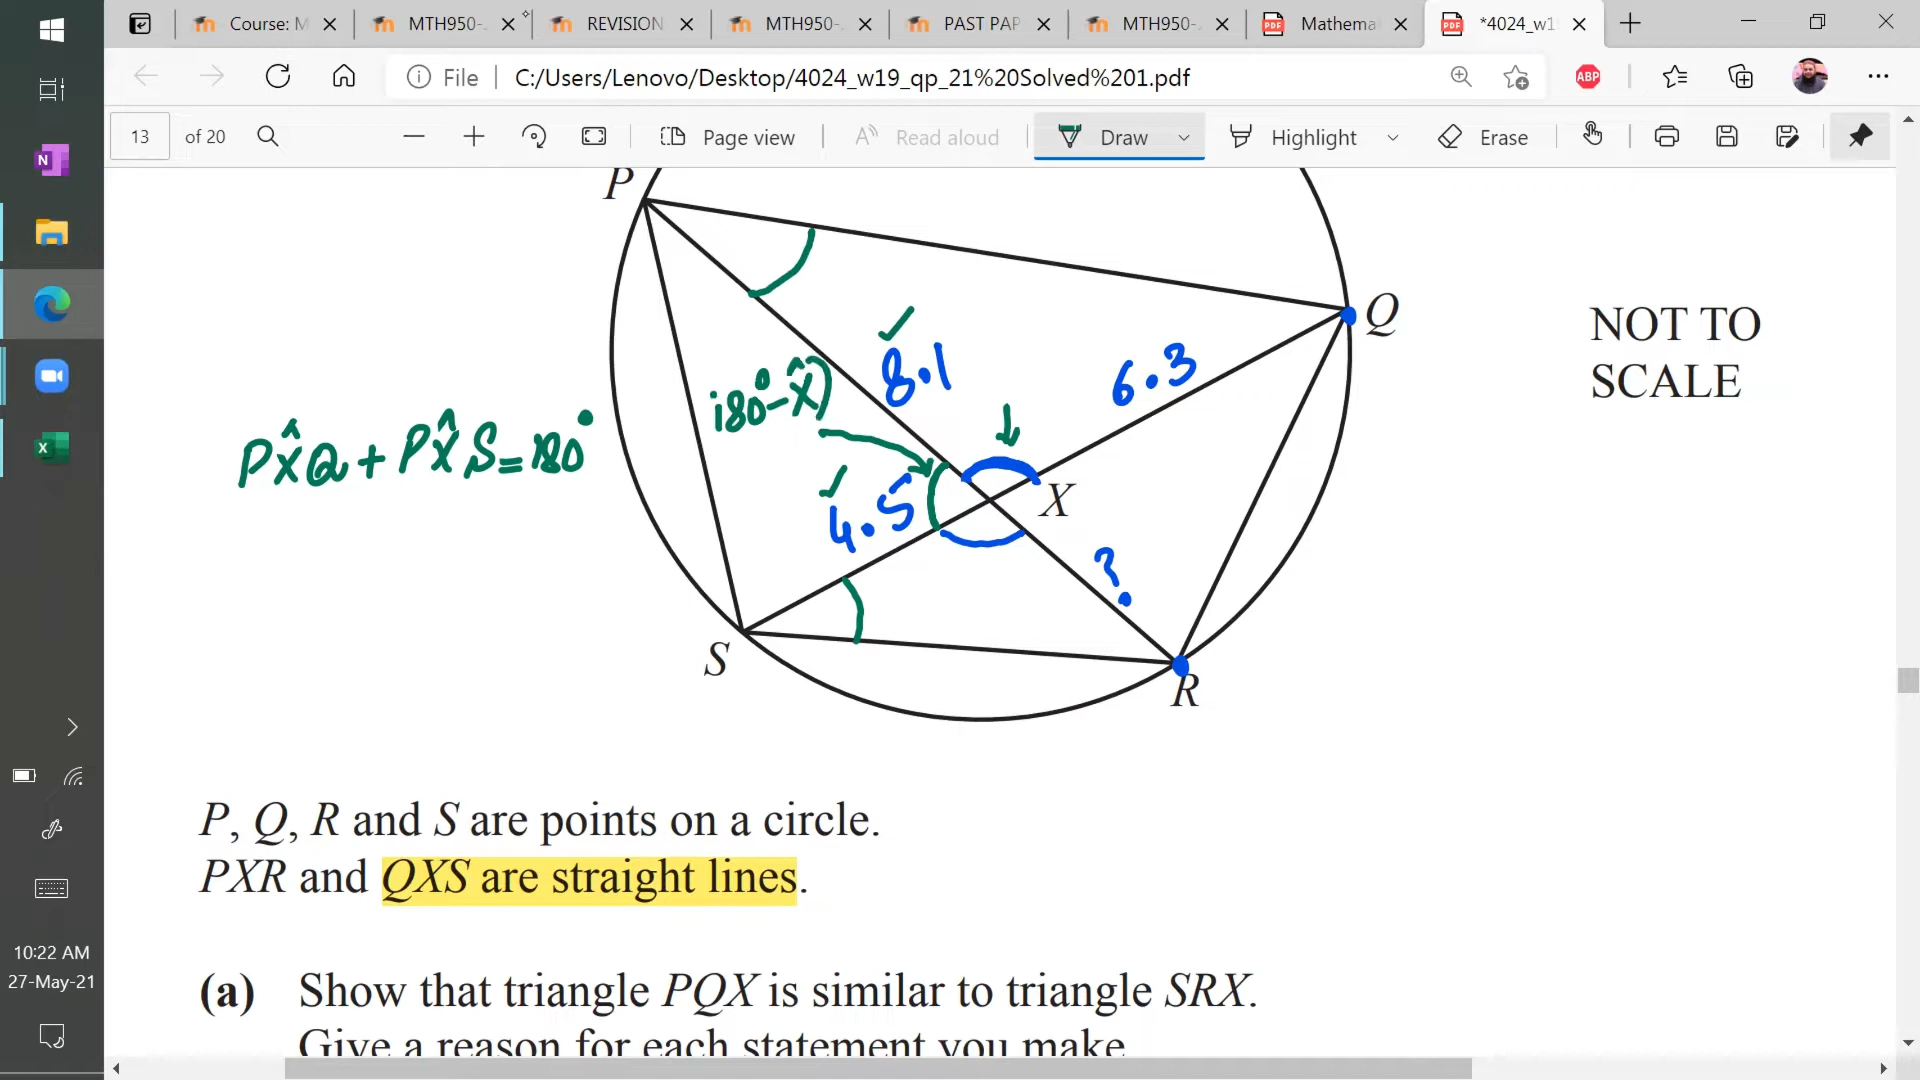 Course: M
MTH950-
REVISION
MTH950-
PAST PAP
MTH950-
Mathema
*4024_w1
File
C:/Users/Lenovo/Desktop/4024_w19_qp_21%20Solved%201.pdf
ABP
13 of 20
Page view
Read aloud
Draw
Highlight
Erase
P
Q
NOT TO
SCALE
8.1
6.3
180°-X̂)
PX̂Q + PX̂S = 180°
4.5
X
?
S
R
P, Q, R and S are points on a circle.
PXR and QXS are straight lines.
10:22 AM
27-May-21
(a) Show that triangle PQX is similar to triangle SRX.
Give a reason for each statement you make